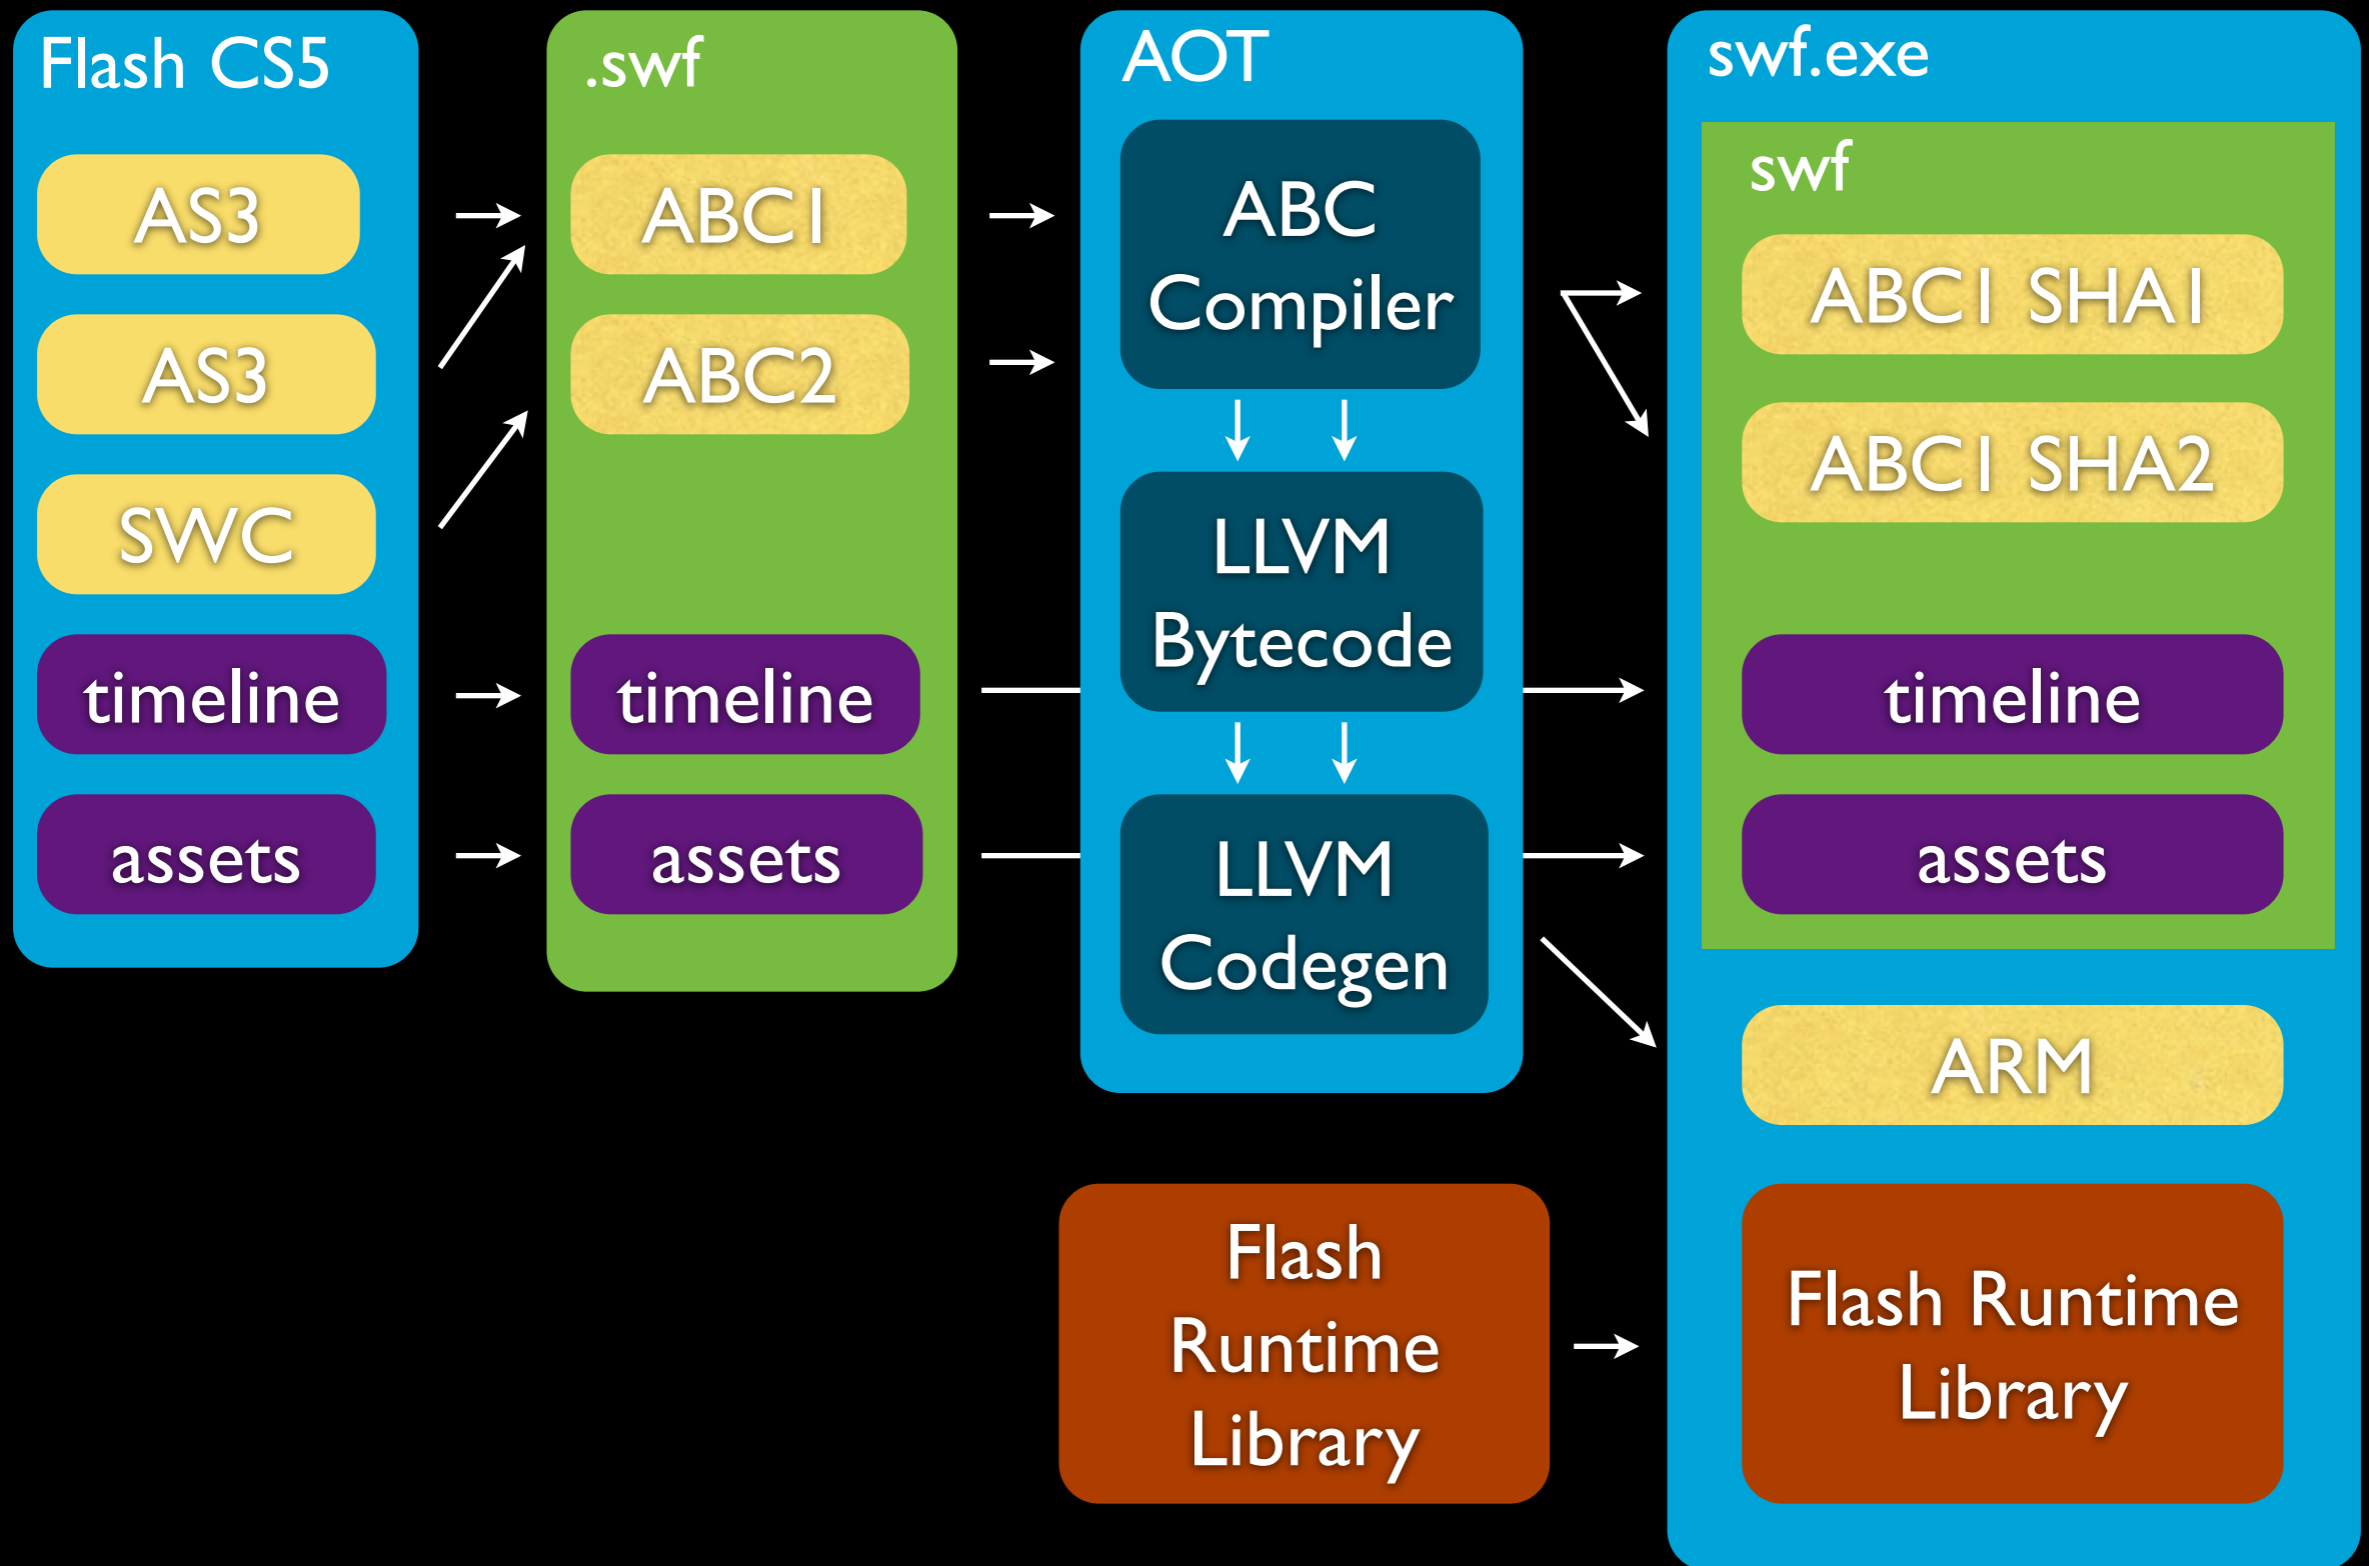 Flash CS5
AS3
AS3
SWC
timeline
assets
.swf
ABC1
ABC2
timeline
assets
AOT
ABC
Compiler
LLVM
Bytecode
LLVM
Codegen
Flash
Runtime
Library
swf.exe
swf
ABC1 SHA1
ABC1 SHA2
timeline
assets
ARM
Flash Runtime
Library